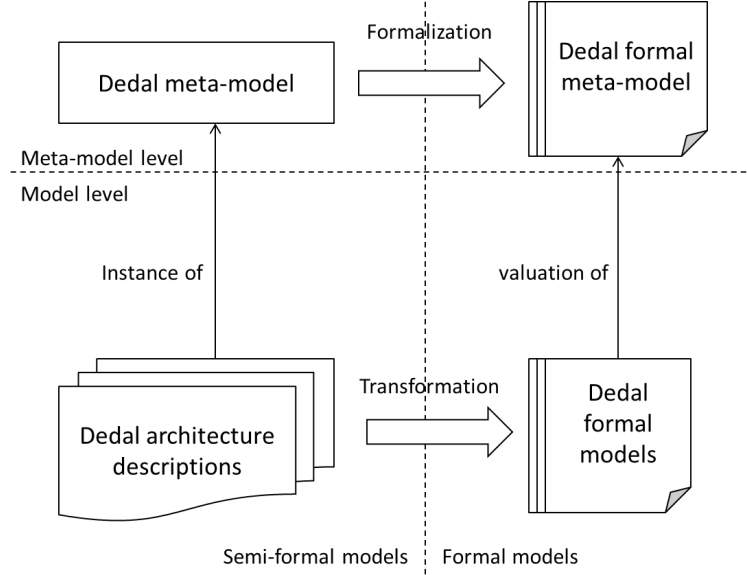 Formalization
Dedal meta-model
Dedal formal
meta-model
Meta-model level
Model level
Instance of
valuation of
Transformation
Dedal architecture
descriptions
Dedal
formal
models
Semi-formal models
Formal models